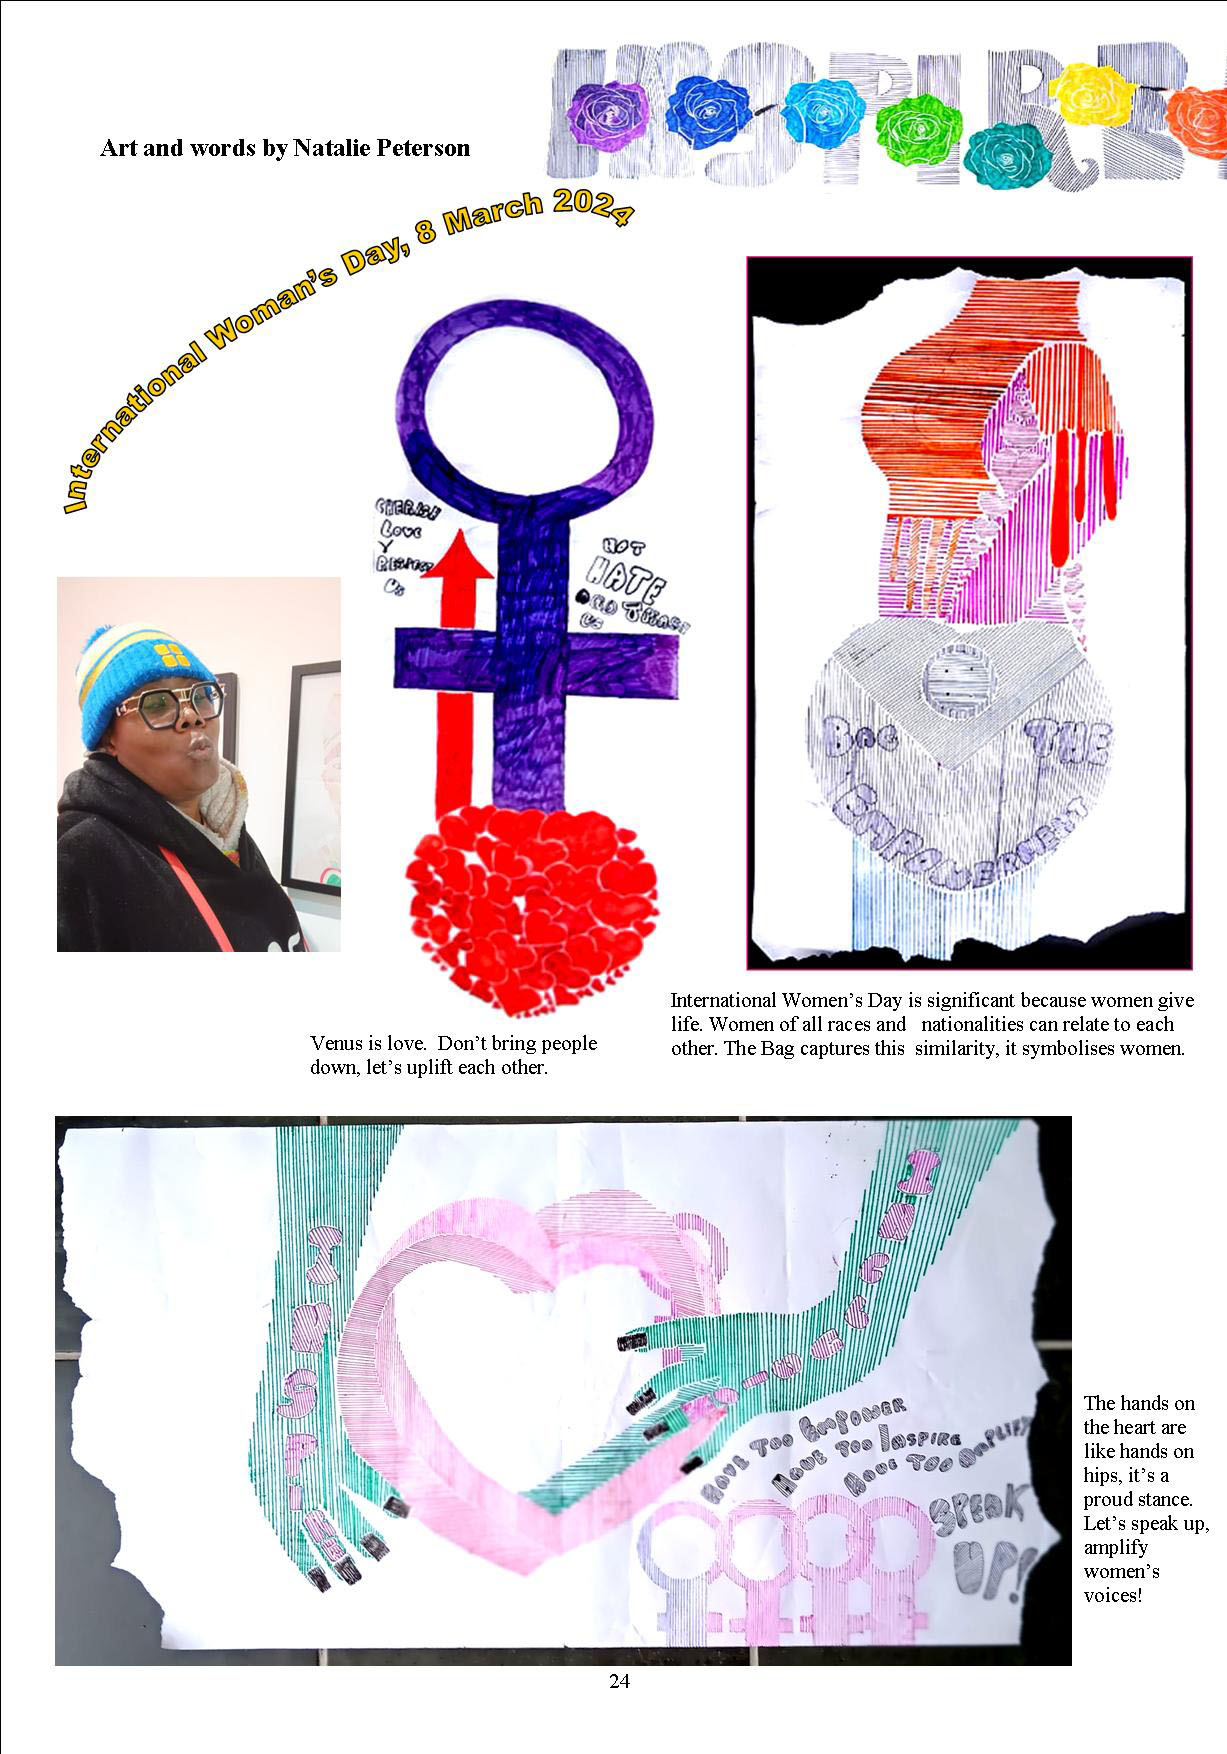 INSPIRE
Art and words by Natalie Peterson
International Woman's Day, 8 March 2024
CHERISH
LOVE
Y
RESPECT
US
NOT
HATE
US
BAG THE
EMPOWERMENT
International Women's Day is significant because women give
life. Women of all races and nationalities can relate to each
other. The Bag captures this similarity, it symbolises women.
Venus is love. Don't bring people
down, let's uplift each other.
INSPIRE
HAVE TOO EMPOWER
HAVE TOO INSPIRE
HAVE TOO AMPLIFY
SPEAK
UP!
The hands on
the heart are
like hands on
hips, it's a
proud stance.
Let's speak up,
amplify
women's
voices!
24